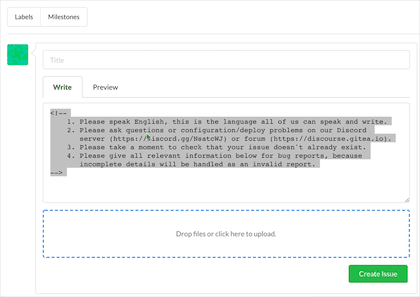 Labels
Milestones
Title
Write
Preview
<!--
1. Please speak English, this is the language all of us can speak and write.
2. Please ask questions or configuration/deploy problems on our Discord
server (https://discord.gg/NsatcWJ) or forum (https://discourse.gitea.io).
3. Please take a moment to check that your issue doesn't already exist.
4. Please give all relevant information below for bug reports, because
incomplete details will be handled as an invalid report.
-->
Drop files or click here to upload.
Create Issue